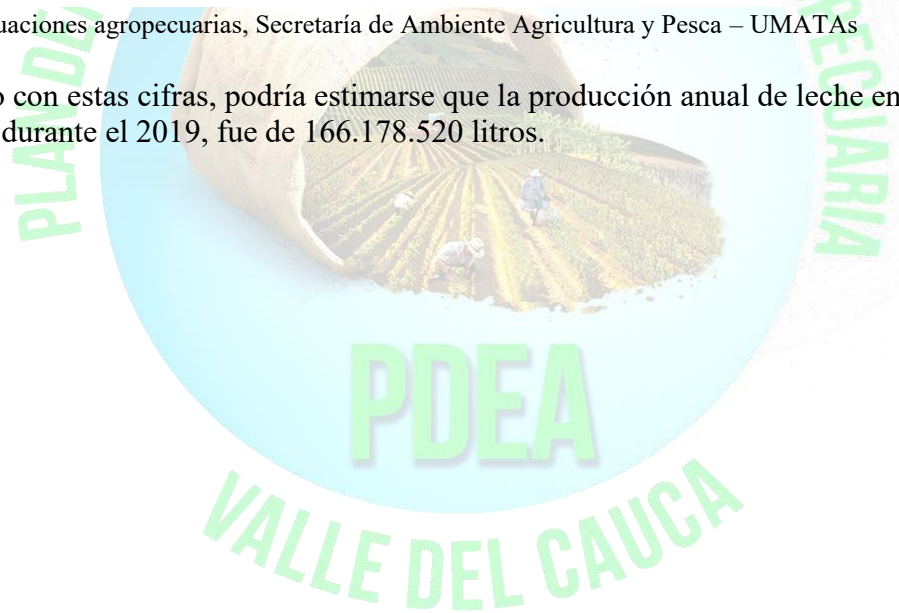 uaciones agropecuarias, Secretaría de Ambiente Agricultura y Pesca – UMATAs
o con estas cifras, podría estimarse que la producción anual de leche en
durante el 2019, fue de 166.178.520 litros.
PLAN DE
ECUARIA
PDEA
VALLE DEL CAUCA